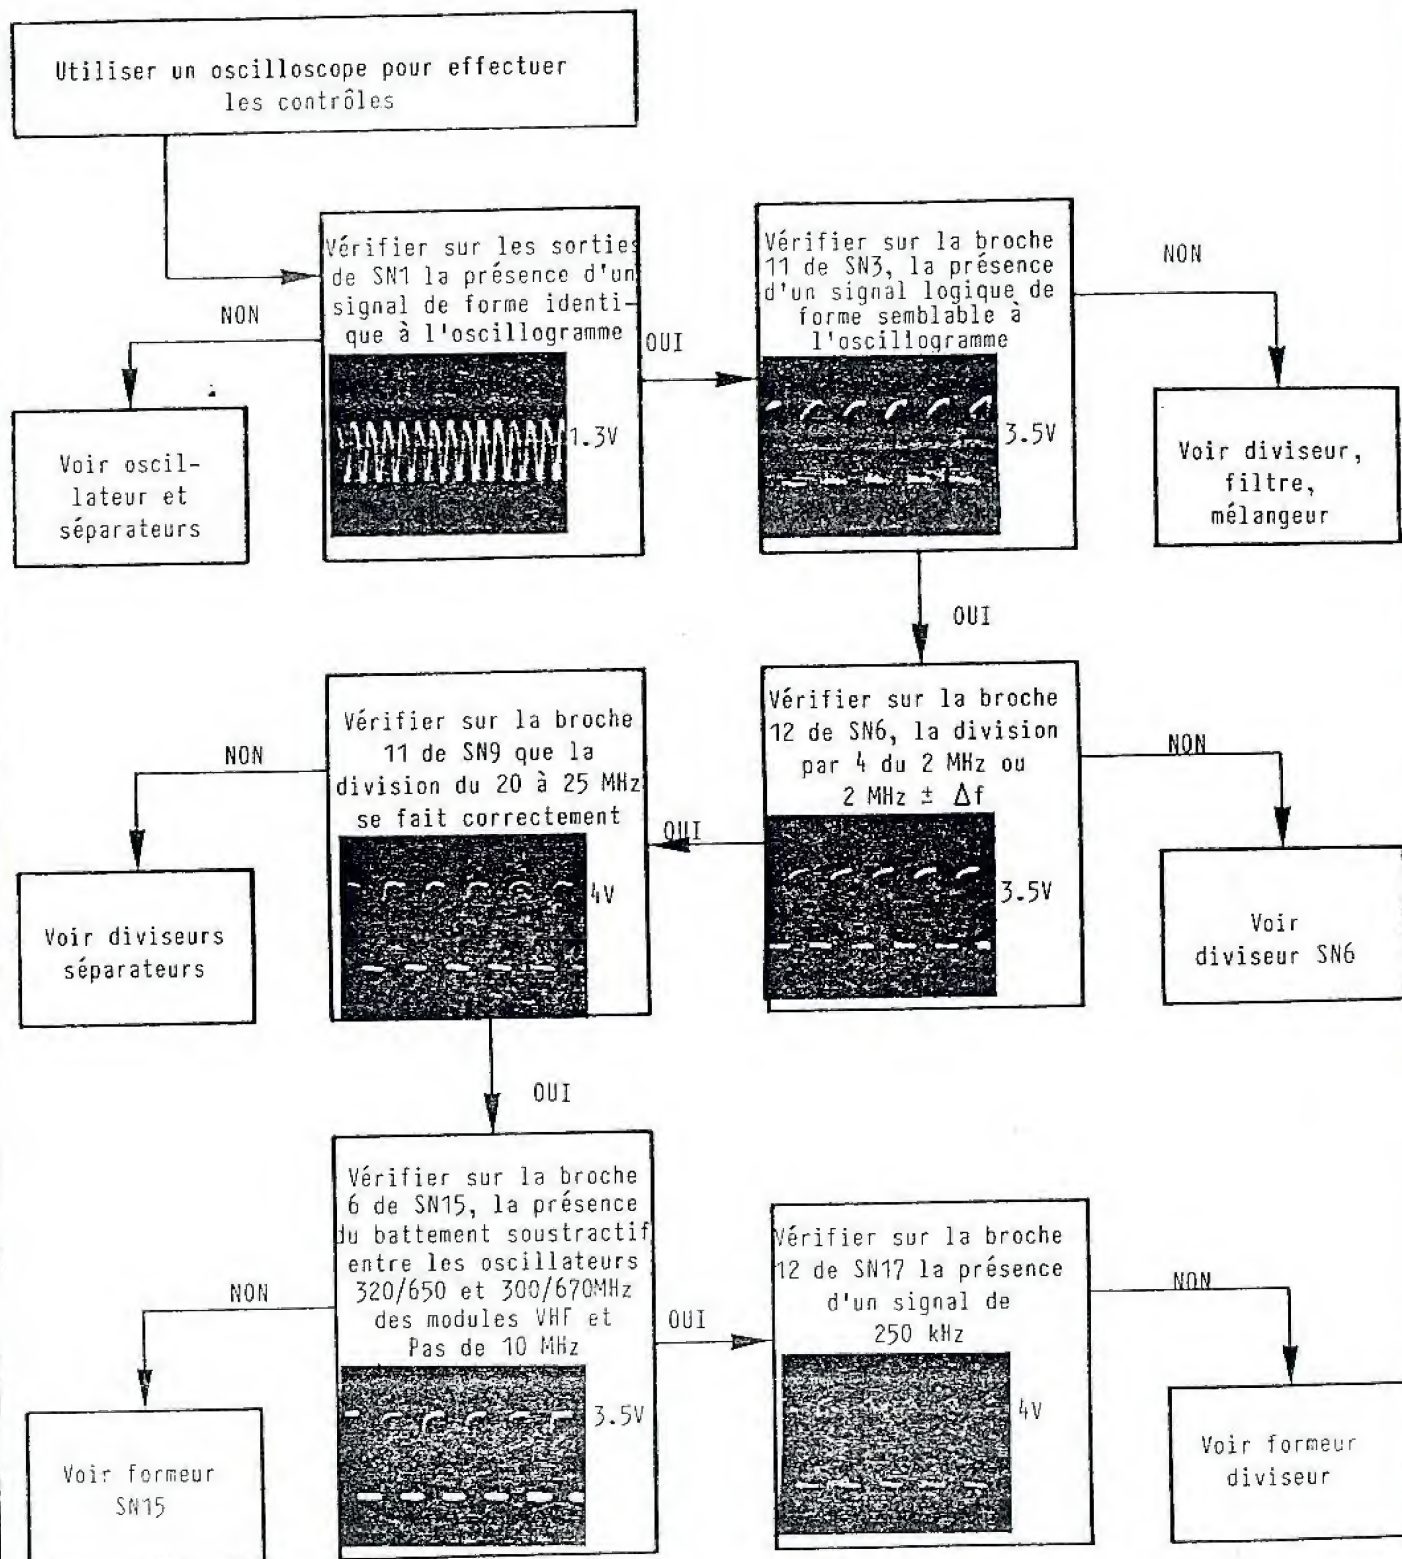 Utiliser un oscilloscope pour effectuer
les contrôles
Vérifier sur les sorties
de SN1 la présence d'un
signal de forme identi-
que à l'oscillogramme
1.3V
NON
OUI
Voir oscil-
lateur et
séparateurs
Vérifier sur la broche
11 de SN3, la présence
d'un signal logique de
forme semblable à
l'oscillogramme
3.5V
NON
Voir diviseur,
filtre,
mélangeur
OUI
Vérifier sur la broche
12 de SN6, la division
par 4 du 2 MHz ou
2 MHz ± Δf
3.5V
NON
Voir
diviseur SN6
OUI
Vérifier sur la broche
11 de SN9 que la
division du 20 à 25 MHz
se fait correctement
4V
NON
Voir diviseurs
séparateurs
OUI
Vérifier sur la broche
6 de SN15, la présence
du battement soustractif
entre les oscillateurs
320/650 et 300/670MHz
des modules VHF et
Pas de 10 MHz
3.5V
NON
Voir formeur
SN15
OUI
Vérifier sur la broche
12 de SN17 la présence
d'un signal de
250 kHz
4V
NON
Voir formeur
diviseur